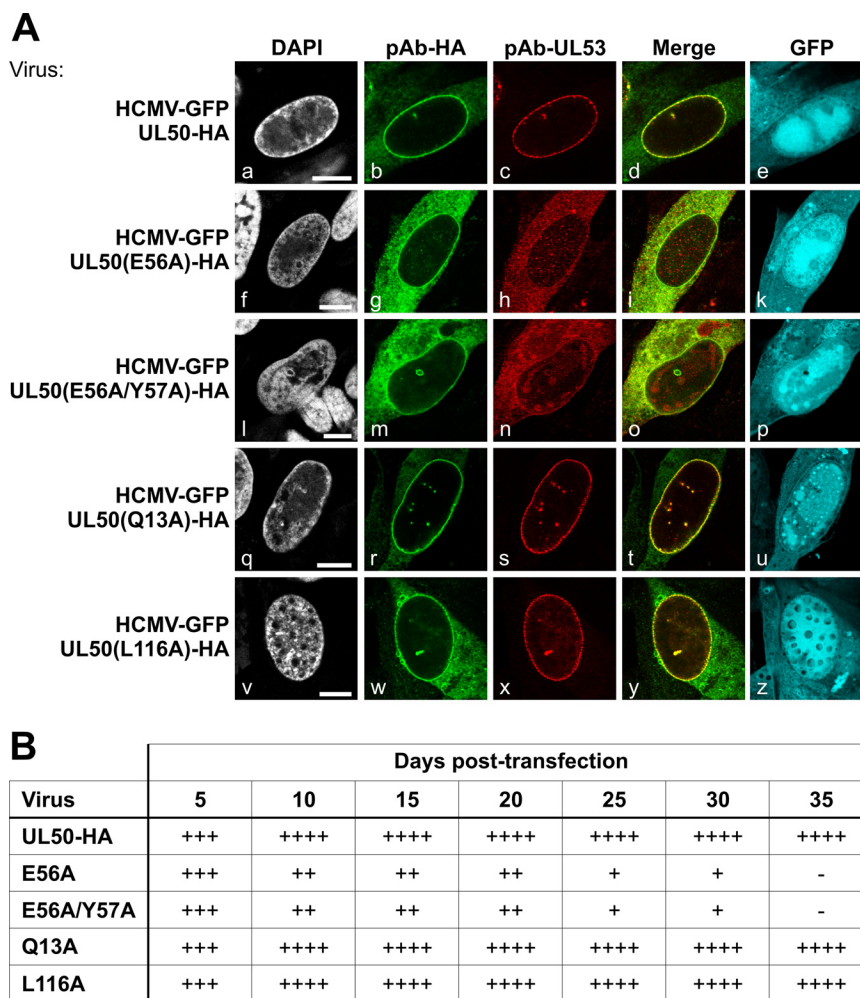 A
DAPI pAb-HA pAb-UL53 Merge GFP
Virus:
HCMV-GFP
UL50-HA
a b c d e
HCMV-GFP
UL50(E56A)-HA
f g h i k
HCMV-GFP
UL50(E56A/Y57A)-HA
l m n o p
HCMV-GFP
UL50(Q13A)-HA
q r s t u
HCMV-GFP
UL50(L116A)-HA
v w x y z
B
Days post-transfection
Virus 5 10 15 20 25 30 35
UL50-HA +++ ++++ ++++ ++++ ++++ ++++ ++++
E56A +++ ++ ++ ++ + + -
E56A/Y57A +++ ++ ++ ++ + + -
Q13A +++ ++++ ++++ ++++ ++++ ++++ ++++
L116A +++ ++++ ++++ ++++ ++++ ++++ ++++